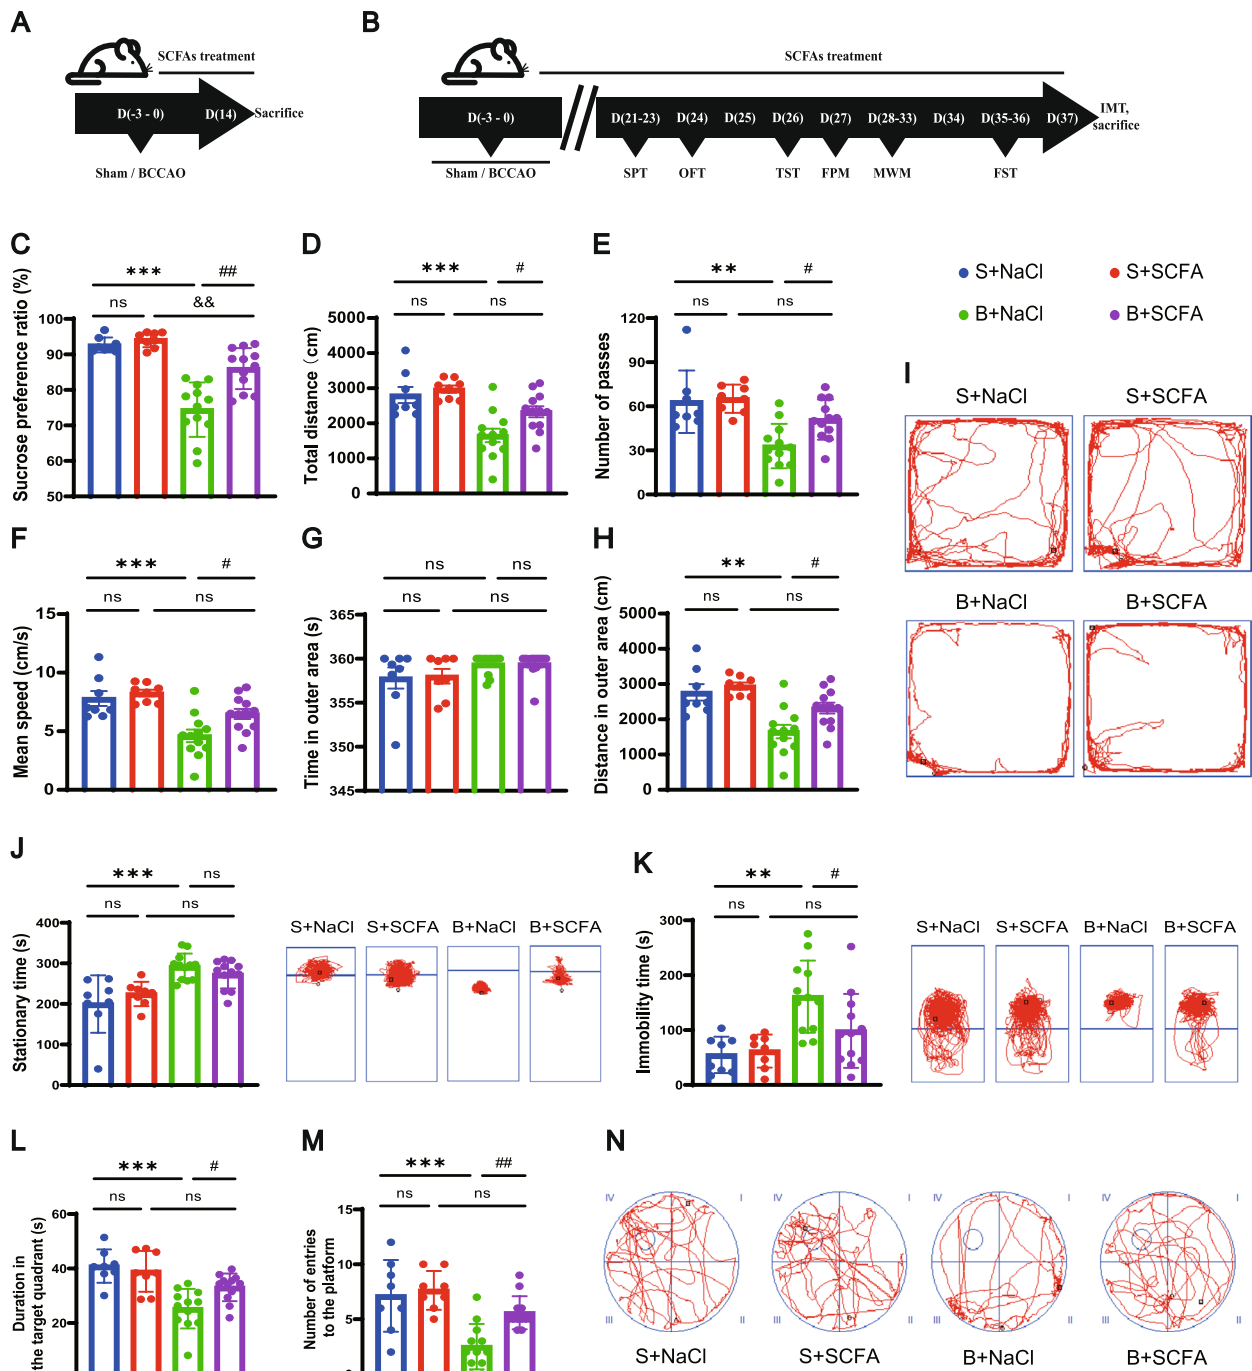 A
SCFAs treatment
D(-3 - 0)
D(14)
Sacrifice
Sham / BCCAO
B
SCFAs treatment
D(-3 - 0)
D(21-23)
D(24)
D(25)
D(26)
D(27)
D(28-33)
D(34)
D(35-36)
D(37)
IMT,
sacrifice
Sham / BCCAO
SPT
OFT
TST
FPM
MWM
FST
C
***
##
ns
&&
Sucrose preference ratio (%)
100
90
80
70
60
50
D
***
#
ns
ns
Total distance (cm)
5000
4000
3000
2000
1000
0
E
**
#
ns
ns
Number of passes
120
90
60
30
0
S+NaCl
S+SCFA
B+NaCl
B+SCFA
I
S+NaCl
S+SCFA
B+NaCl
B+SCFA
F
***
#
ns
ns
Mean speed (cm/s)
15
10
5
0
G
ns
ns
ns
ns
Time in outer area (s)
365
360
355
350
345
H
**
#
ns
ns
Distance in outer area (cm)
5000
4000
3000
2000
1000
0
J
***
ns
ns
ns
Stationary time (s)
400
300
200
100
0
S+NaCl
S+SCFA
B+NaCl
B+SCFA
K
**
#
ns
ns
Immobility time (s)
300
200
100
0
S+NaCl
S+SCFA
B+NaCl
B+SCFA
L
***
#
ns
ns
Duration in
the target quadrant (s)
60
40
20
M
***
##
ns
ns
Number of entries
to the platform
15
10
5
N
IV
I
III
II
S+NaCl
IV
I
III
II
S+SCFA
IV
I
III
II
B+NaCl
IV
I
III
II
B+SCFA